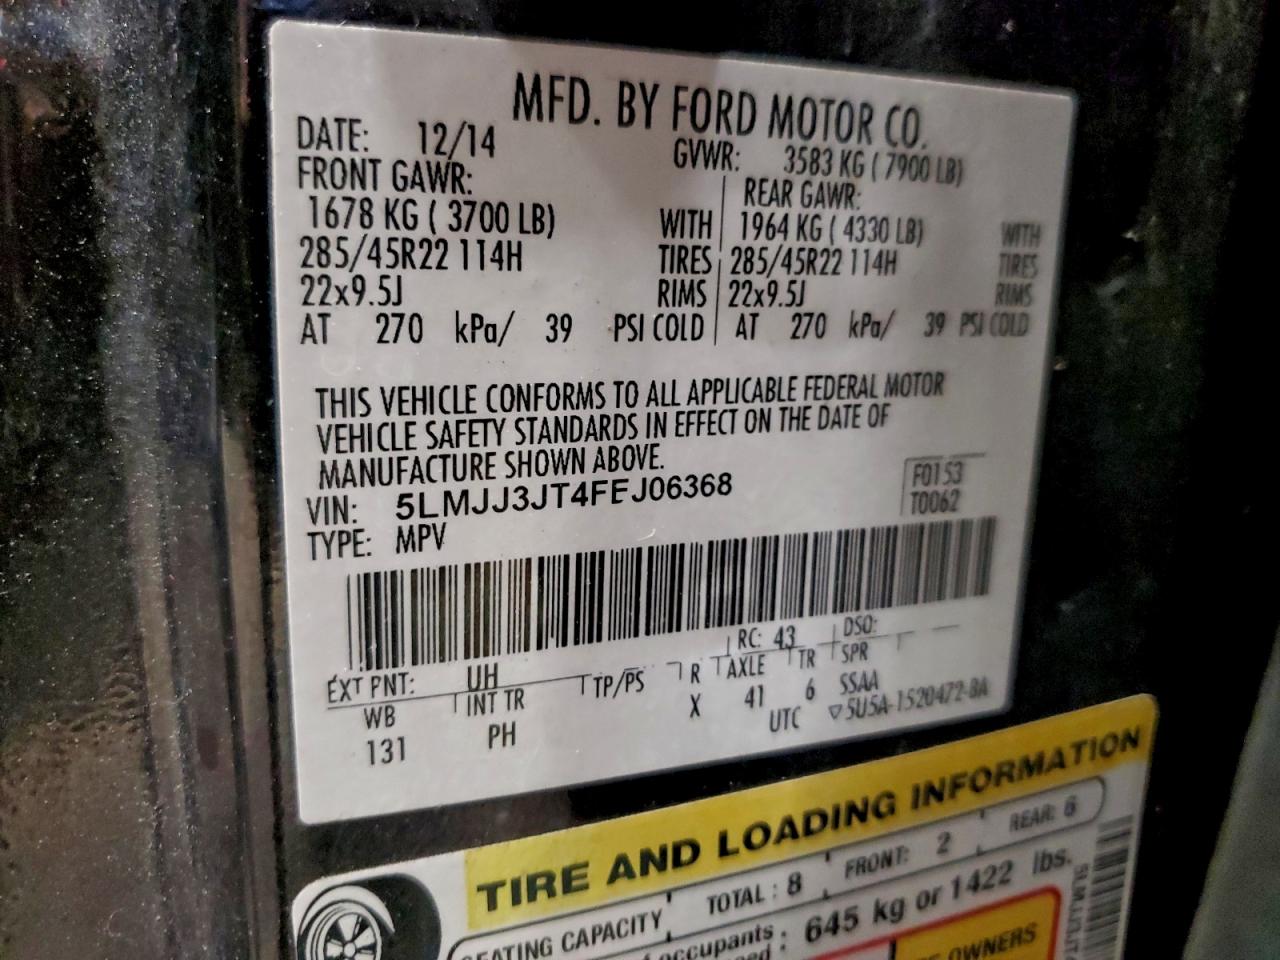 MFD. BY FORD MOTOR CO.
DATE: 12/14 GVWR: 3583 KG ( 7900 LB)
FRONT GAWR: REAR GAWR:
1678 KG ( 3700 LB) WITH 1964 KG ( 4330 LB) WITH
285/45R22 114H TIRES 285/45R22 114H TIRES
22x9.5J RIMS 22x9.5J RIMS
AT 270 kPa/ 39 PSI COLD AT 270 kPa/ 39 PSI COLD
THIS VEHICLE CONFORMS TO ALL APPLICABLE FEDERAL MOTOR
VEHICLE SAFETY STANDARDS IN EFFECT ON THE DATE OF
MANUFACTURE SHOWN ABOVE.
F0153
VIN: 5LMJJ3JT4FEJ06368
T0062
TYPE: MPV
EXT PNT: UH RC: 43 DSO:
WB INT TR TP/PS R AXLE TR SPR
131 PH X 41 6 SSAA
UTC ▽5U5A-1520472-BA
TIRE AND LOADING INFORMATION
SEATING CAPACITY TOTAL : 8 FRONT: 2 REAR: 6
occupants : 645 kg or 1422 lbs.
OWNERS